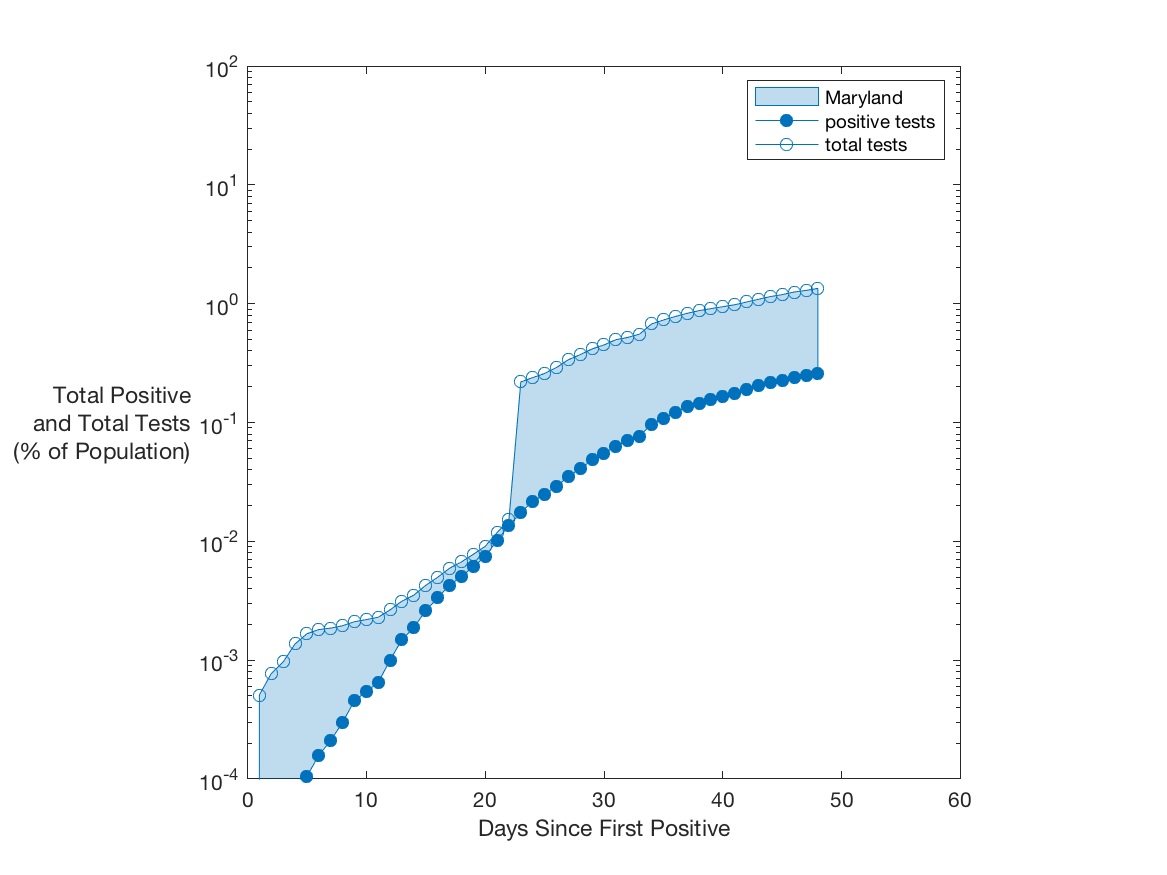 10^2
10^1
10^0
10^-1
10^-2
10^-3
10^-4
Total Positive
and Total Tests
(% of Population)
Maryland
positive tests
total tests
0 10 20 30 40 50 60
Days Since First Positive